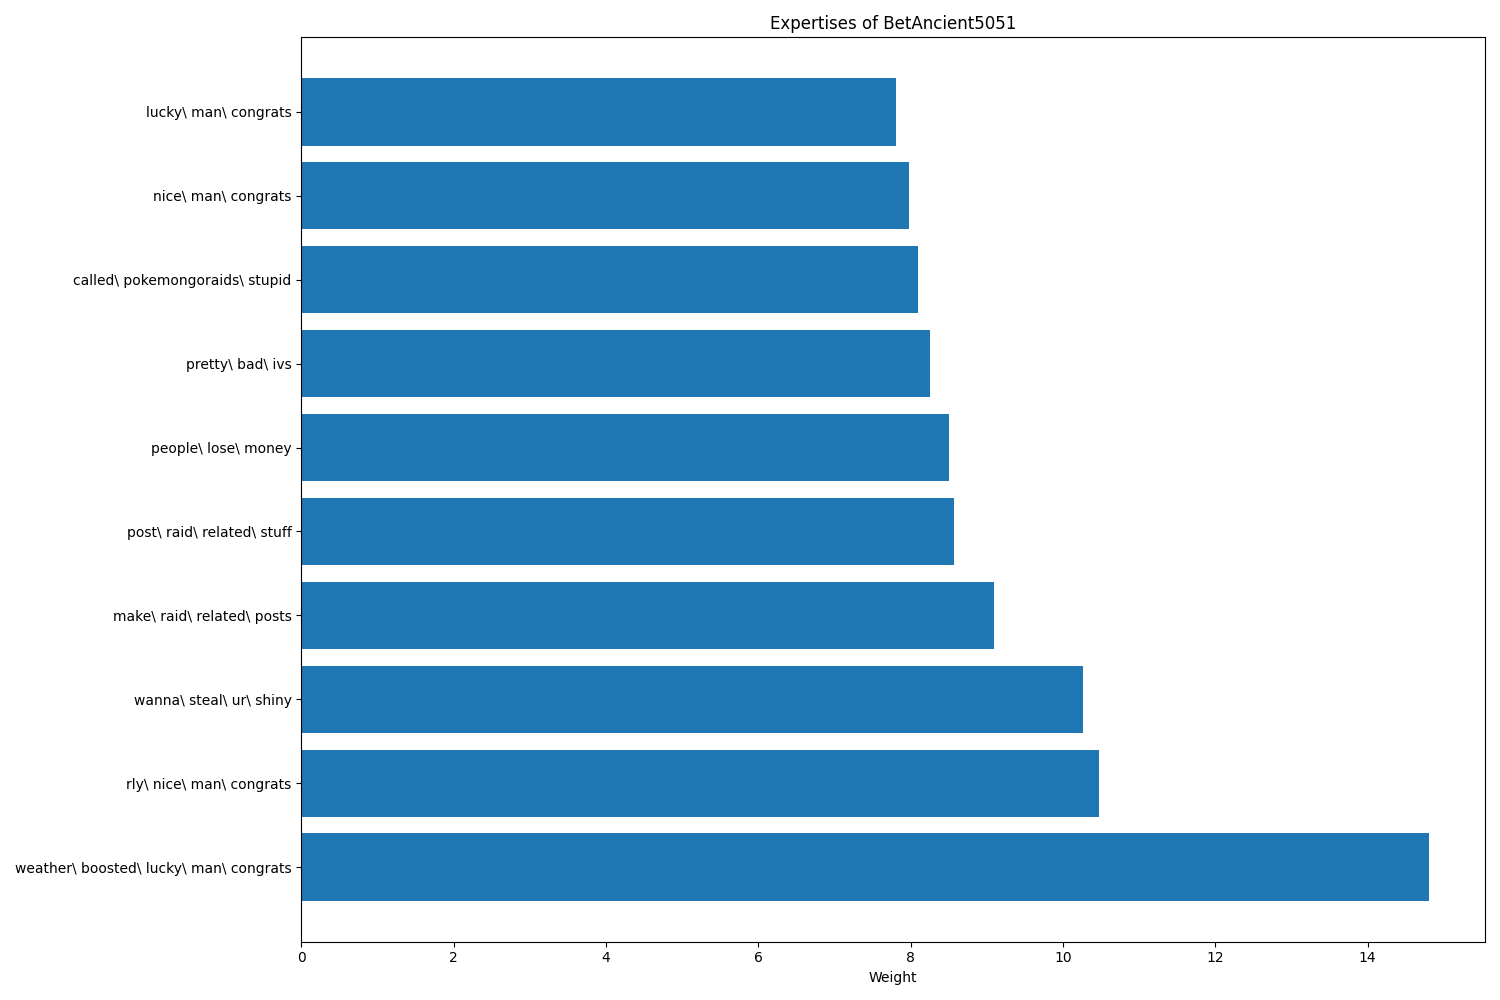 Expertises of BetAncient5051
lucky\ man\ congrats
nice\ man\ congrats
called\ pokemongoraids\ stupid
pretty\ bad\ ivs
people\ lose\ money
post\ raid\ related\ stuff
make\ raid\ related\ posts
wanna\ steal\ ur\ shiny
rly\ nice\ man\ congrats
weather\ boosted\ lucky\ man\ congrats
0 2 4 6 8 10 12 14
Weight